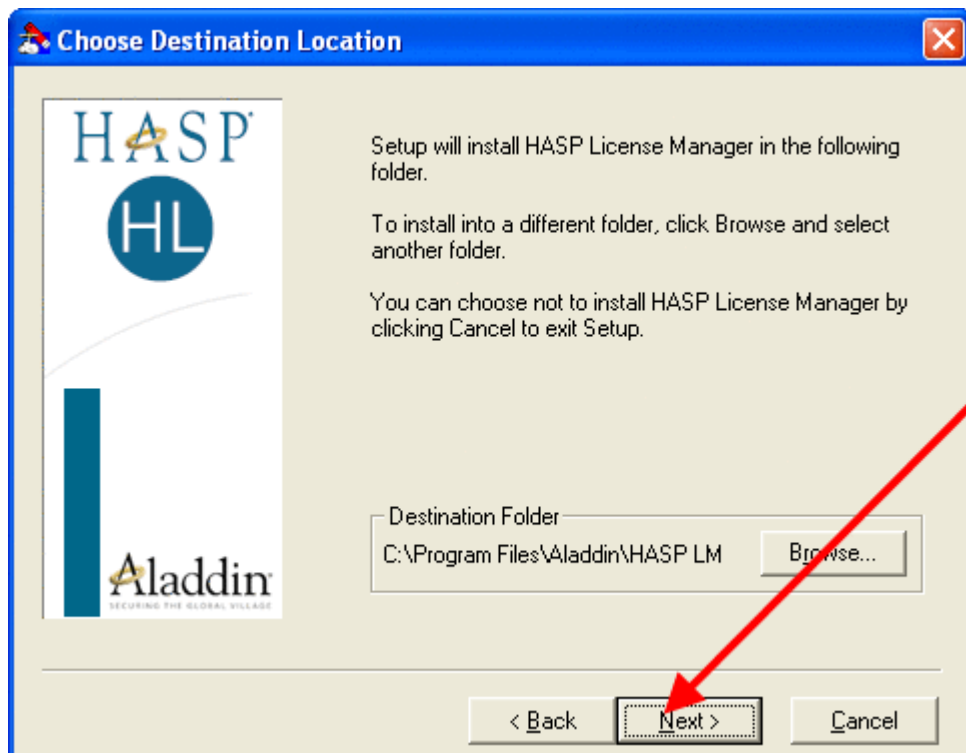 Choose Destination Location
HASP
HL
Setup will install HASP License Manager in the following
folder.
To install into a different folder, click Browse and select
another folder.
You can choose not to install HASP License Manager by
clicking Cancel to exit Setup.
Destination Folder
C:\Program Files\Aladdin\HASP LM
Browse...
Aladdin
SECURING THE GLOBAL VILLAGE
< Back
Next >
Cancel